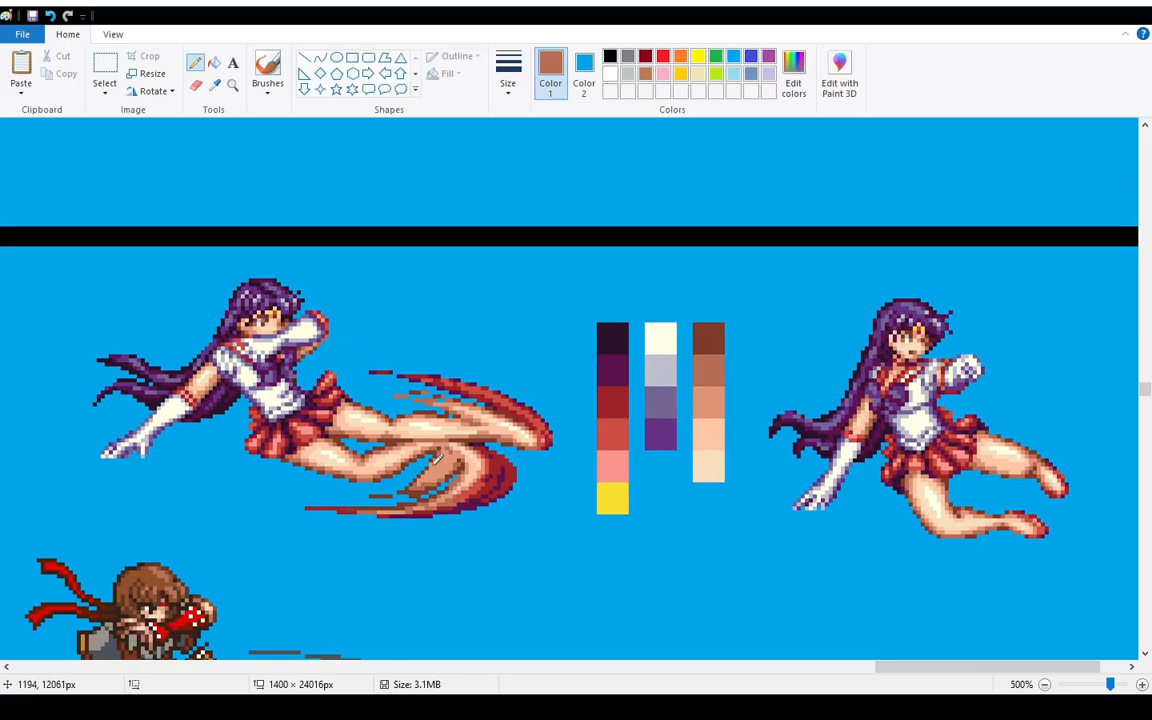 File Home View
Paste
Cut
Copy
Clipboard
Select
Crop
Resize
Rotate
Image
A
Tools
Brushes
Outline
Fill
Shapes
Size
Color
1
Color
2
Edit
colors
Colors
Edit with
Paint 3D
1194, 12061px
1400 × 24016px
Size: 3.1MB
500%